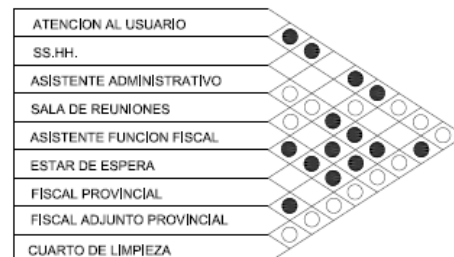 ATENCION AL USUARIO
SS.HH.
ASISTENTE ADMINISTRATIVO
SALA DE REUNIONES
ASISTENTE FUNCION FISCAL
ESTAR DE ESPERA
FISCAL PROVINCIAL
FISCAL ADJUNTO PROVINCIAL
CUARTO DE LIMPIEZA